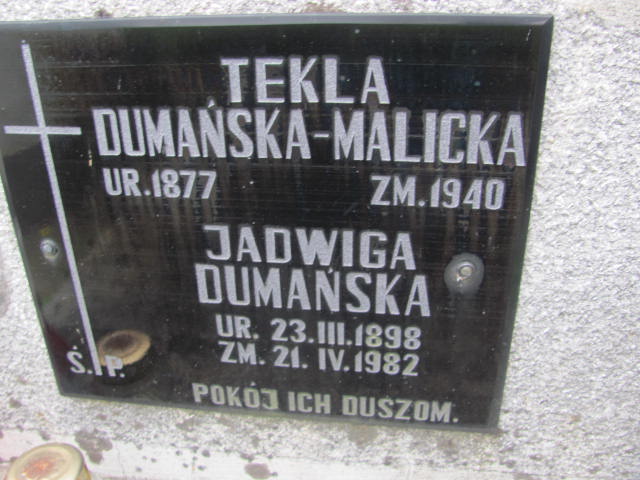 TEKLA
DUMAŃSKA-MALICKA
UR.1877 ZM.1940
JADWIGA
DUMAŃSKA
UR. 23.III.1898
ZM. 21. IV.1982
Ś.P.
POKÓJ ICH DUSZOM.